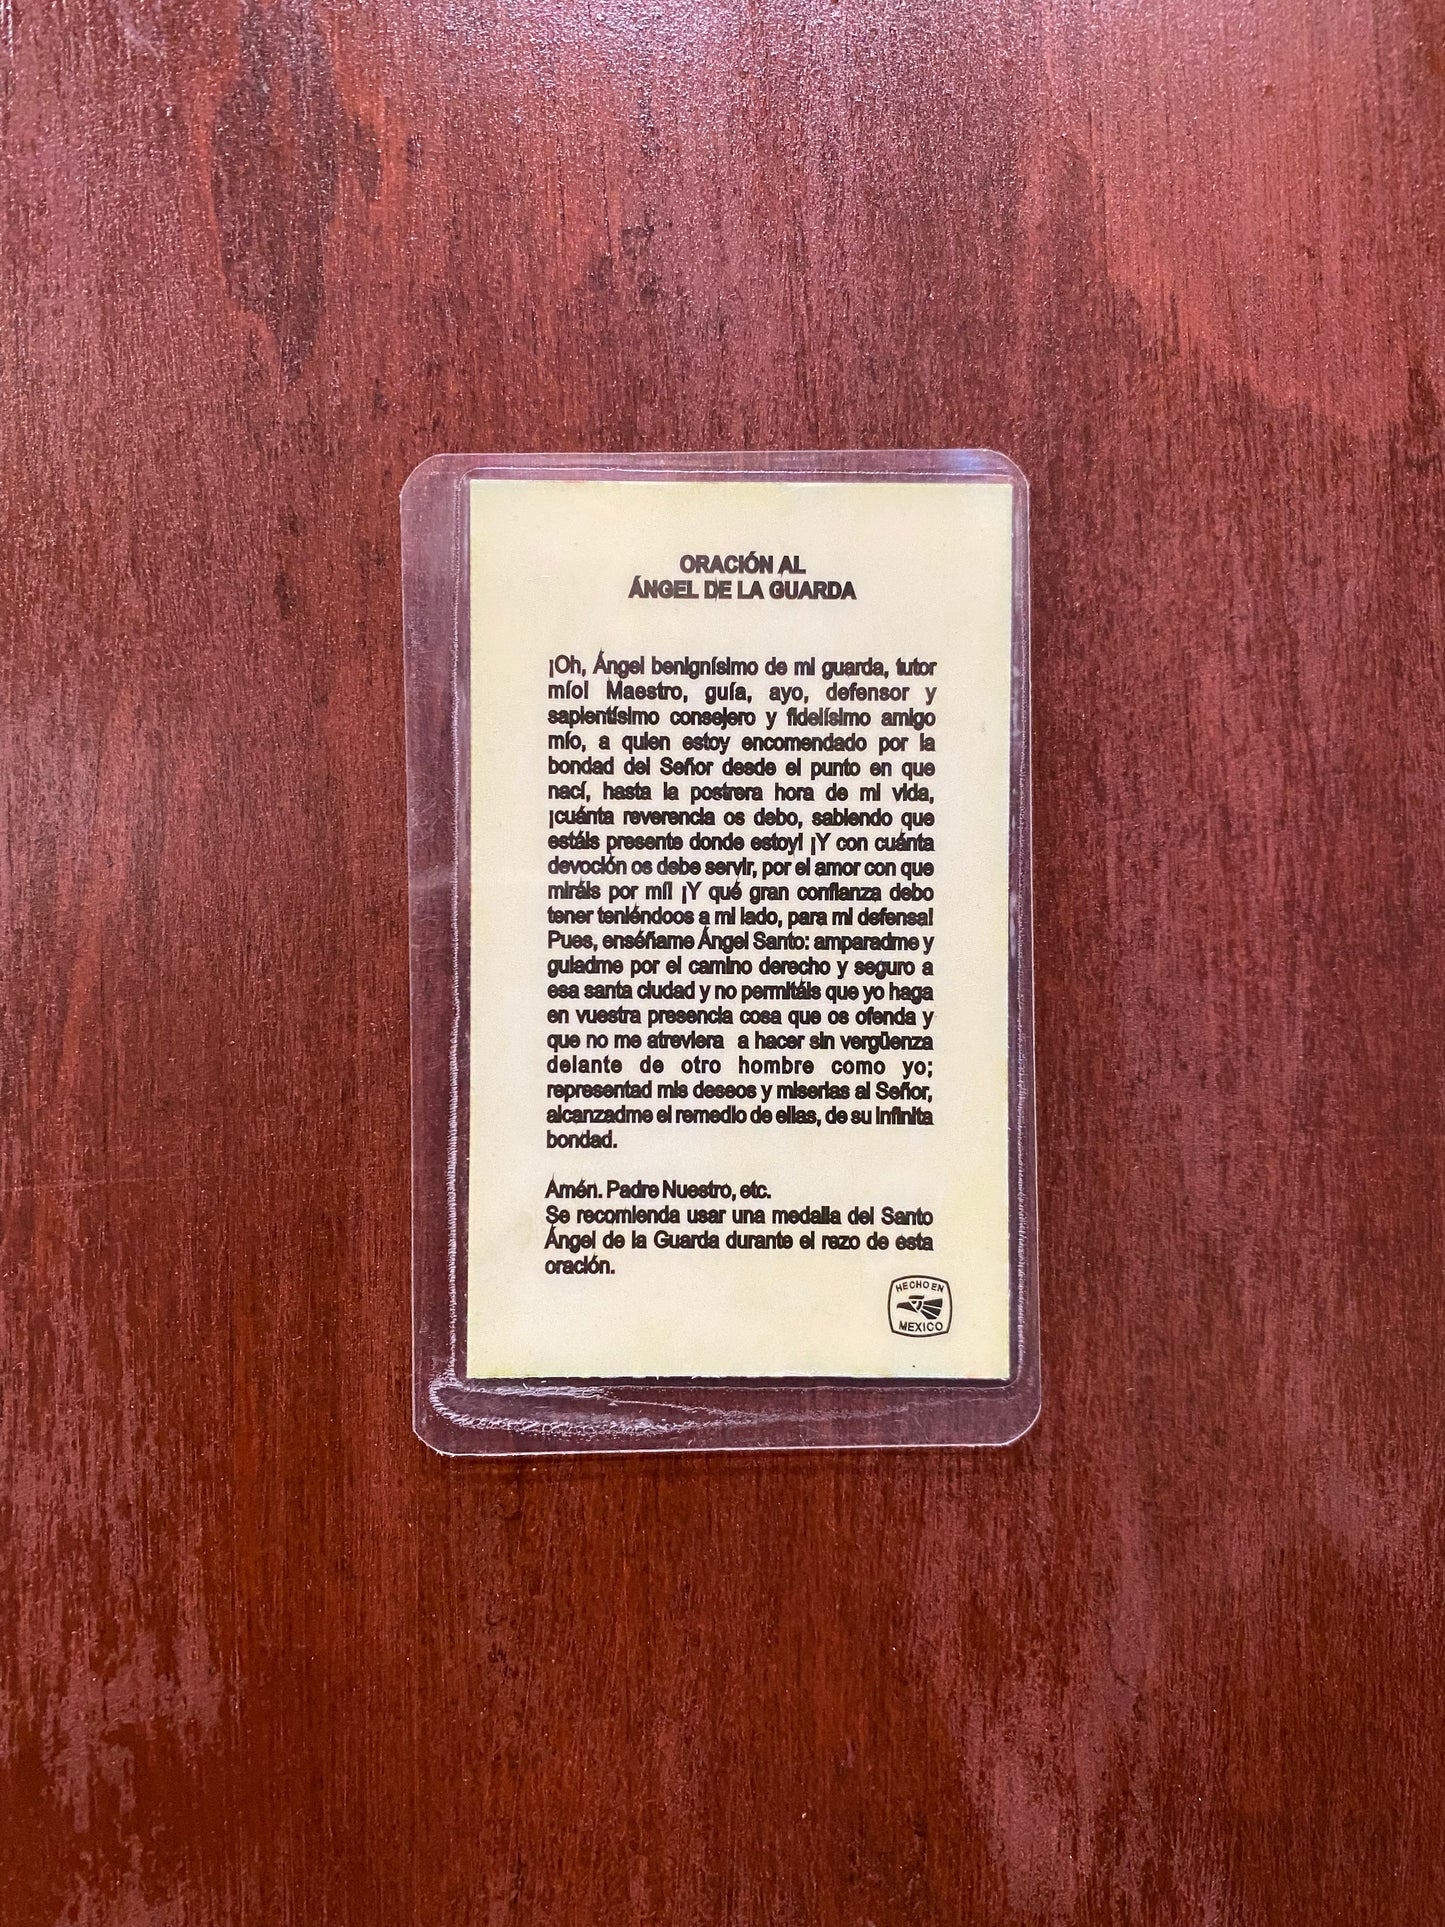 ORACIÓN AL
ÁNGEL DE LA GUARDA
¡Oh, Ángel benignísimo de mi guarda, tutor
mío! Maestro, guía, ayo, defensor y
sapientísimo consejero y fidelísimo amigo
mío, a quien estoy encomendado por la
bondad del Señor desde el punto en que
nací, hasta la postrera hora de mi vida,
¡cuánta reverencia os debo, sabiendo que
estáis presente donde estoy! ¡Y con cuánta
devoción os debe servir, por el amor con que
miráis por mí! ¡Y qué gran confianza debo
tener teniéndoos a mi lado, para mi defensa!
Pues, enséñame Ángel Santo: amparadme y
guiadme por el camino derecho y seguro a
esa santa ciudad y no permitáis que yo haga
en vuestra presencia cosa que os ofenda y
que no me atreviera a hacer sin vergüenza
delante de otro hombre como yo;
representad mis deseos y miserias al Señor,
alcanzadme el remedio de ellas, de su infinita
bondad.
Amén. Padre Nuestro, etc.
Se recomienda usar una medalla del Santo
Ángel de la Guarda durante el rezo de esta
oración.
HECHO EN
MEXICO